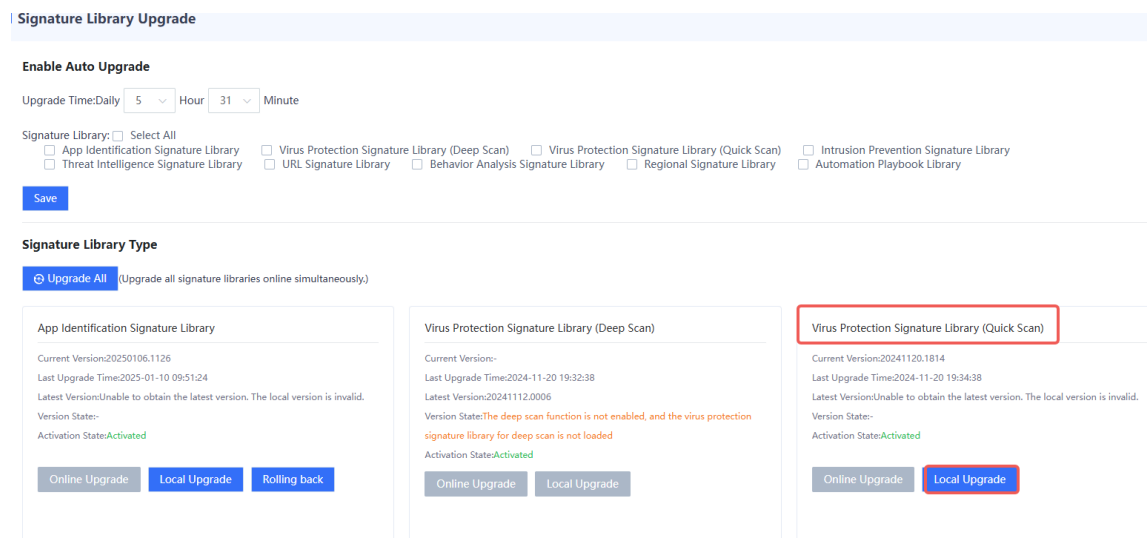 Signature Library Upgrade
Enable Auto Upgrade
Upgrade Time:Daily 5 Hour 31 Minute
Signature Library: Select All
App Identification Signature Library Virus Protection Signature Library (Deep Scan) Virus Protection Signature Library (Quick Scan) Intrusion Prevention Signature Library
Threat Intelligence Signature Library URL Signature Library Behavior Analysis Signature Library Regional Signature Library Automation Playbook Library
Save
Signature Library Type
Upgrade All (Upgrade all signature libraries online simultaneously.)
App Identification Signature Library
Current Version:20250106.1126
Last Upgrade Time:2025-01-10 09:51:24
Latest Version:Unable to obtain the latest version. The local version is invalid.
Version State:-
Activation State:Activated
Online Upgrade Local Upgrade Rolling back
Virus Protection Signature Library (Deep Scan)
Current Version:-
Last Upgrade Time:2024-11-20 19:32:38
Latest Version:20241112.0006
Version State:The deep scan function is not enabled, and the virus protection
signature library for deep scan is not loaded
Activation State:Activated
Online Upgrade Local Upgrade
Virus Protection Signature Library (Quick Scan)
Current Version:20241120.1814
Last Upgrade Time:2024-11-20 19:34:38
Latest Version:Unable to obtain the latest version. The local version is invalid.
Version State:-
Activation State:Activated
Online Upgrade Local Upgrade